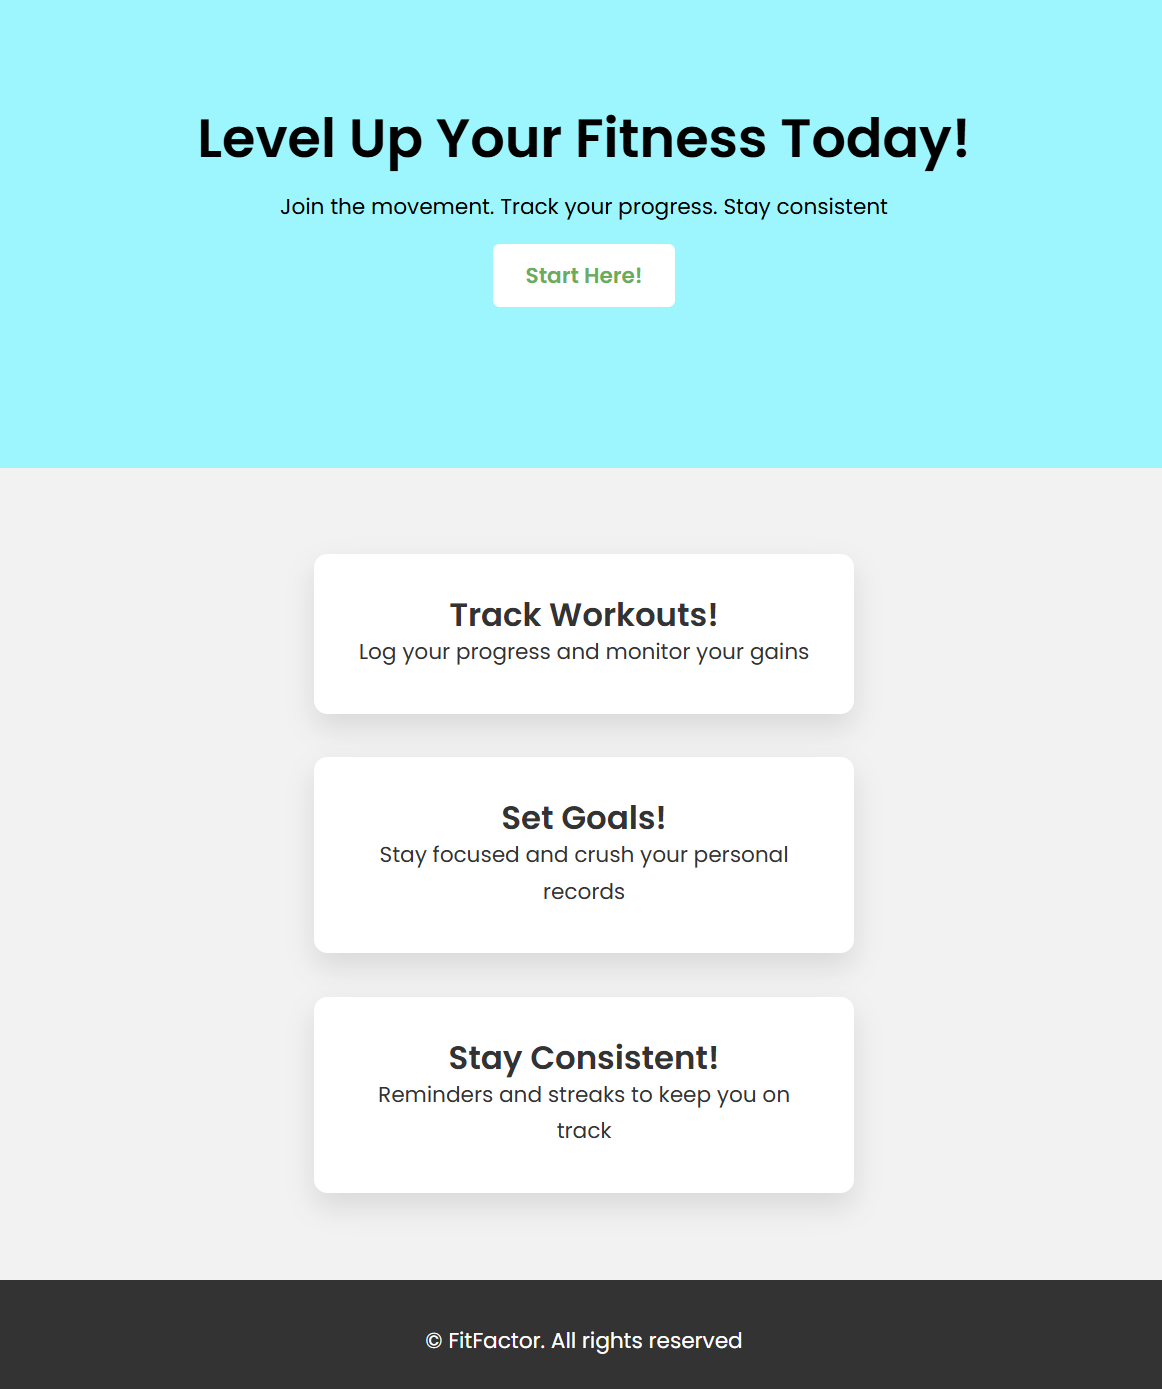 Level Up Your Fitness Today!
Join the movement. Track your progress. Stay consistent
Start Here!
Track Workouts!
Log your progress and monitor your gains
Set Goals!
Stay focused and crush your personal
records
Stay Consistent!
Reminders and streaks to keep you on
track
© FitFactor. All rights reserved